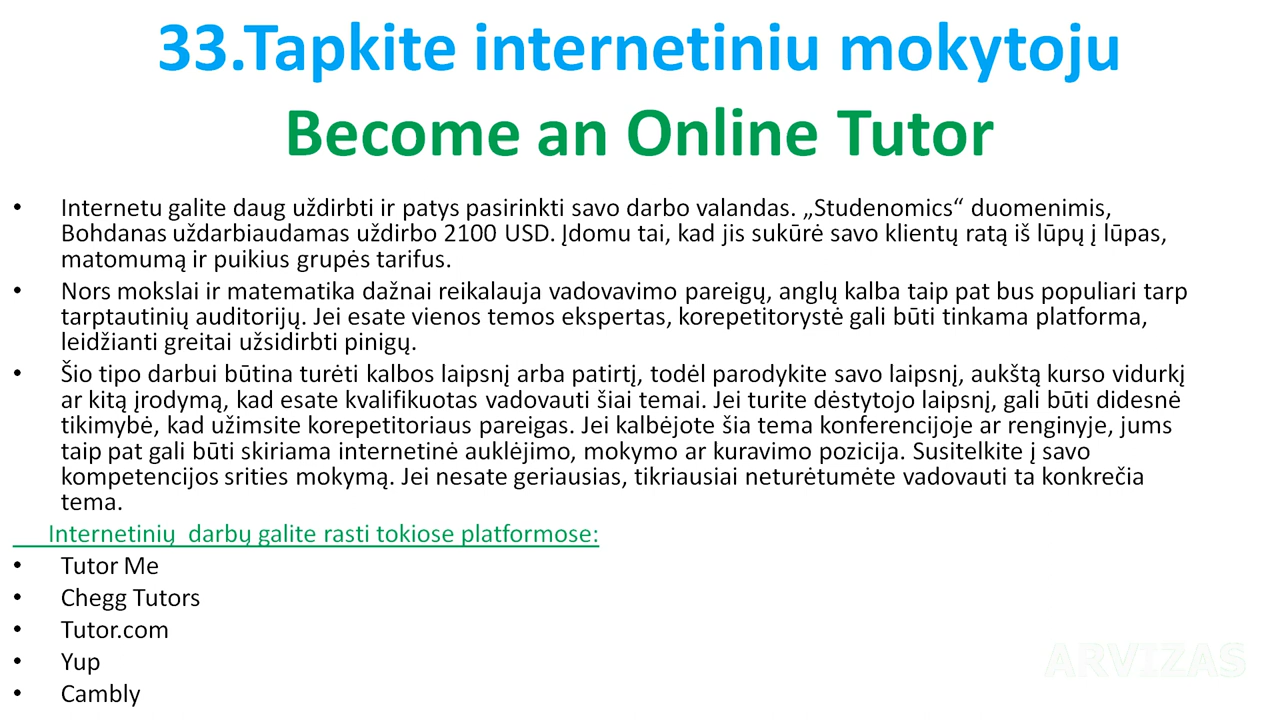 33.Tapkite internetiniu mokytoju
Become an Online Tutor
• Internetu galite daug uždirbti ir patys pasirinkti savo darbo valandas. „Studenomics“ duomenimis,
Bohdanas uždarbiaudamas uždirbo 2100 USD. Įdomu tai, kad jis sukūrė savo klientų ratą iš lūpų į lūpas,
matomumą ir puikius grupės tarifus.
• Nors mokslai ir matematika dažnai reikalauja vadovavimo pareigų, anglų kalba taip pat bus populiari tarp
tarptautinių auditorijų. Jei esate vienos temos ekspertas, korepetitorystė gali būti tinkama platforma,
leidžianti greitai užsidirbti pinigų.
• Šio tipo darbui būtina turėti kalbos laipsnį arba patirtį, todėl parodykite savo laipsnį, aukštą kurso vidurkį
ar kitą įrodymą, kad esate kvalifikuotas vadovauti šiai temai. Jei turite dėstytojo laipsnį, gali būti didesnė
tikimybė, kad užimsite korepetitoriaus pareigas. Jei kalbėjote šia tema konferencijoje ar renginyje, jums
taip pat gali būti skiriama internetinė auklėjimo, mokymo ar kuravimo pozicija. Susitelkite į savo
kompetencijos srities mokymą. Jei nesate geriausias, tikriausiai neturėtumėte vadovauti ta konkrečia
tema.
Internetinių  darbų galite rasti tokiose platformose:
• Tutor Me
• Chegg Tutors
• Tutor.com
• Yup
• Cambly
ARVIZAS